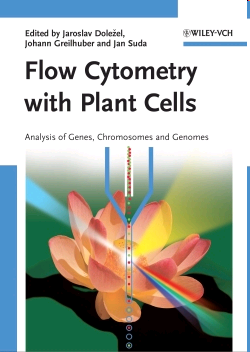 Edited by Jaroslav Doležel,
Johann Greilhuber and Jan Suda
WILEY-VCH
Flow Cytometry
with Plant Cells
Analysis of Genes, Chromosomes and Genomes